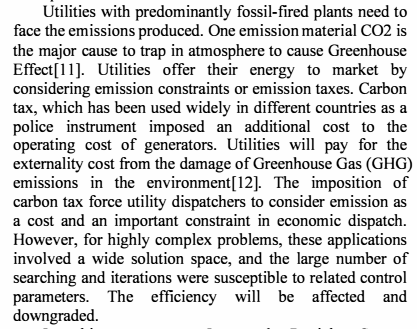 Utilities with predominantly fossil-fired plants need to
face the emissions produced. One emission material CO2 is
the major cause to trap in atmosphere to cause Greenhouse
Effect[11]. Utilities offer their energy to market by
considering emission constraints or emission taxes. Carbon
tax, which has been used widely in different countries as a
police instrument imposed an additional cost to the
operating cost of generators. Utilities will pay for the
externality cost from the damage of Greenhouse Gas (GHG)
emissions in the environment[12]. The imposition of
carbon tax force utility dispatchers to consider emission as
a cost and an important constraint in economic dispatch.
However, for highly complex problems, these applications
involved a wide solution space, and the large number of
searching and iterations were susceptible to related control
parameters. The efficiency will be affected and
downgraded.